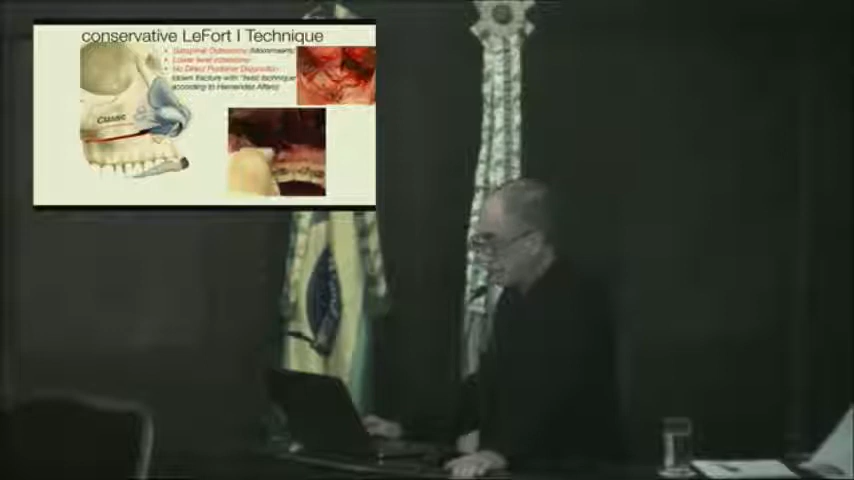 conservative LeFort I Technique
• Subspinal Osteotomy (Mommaerts)
• Lower level osteotomy
• No Direct Posterior Disjunction
(down fracture with "twist technique"
according to Hernandez Alfaro)
Classic